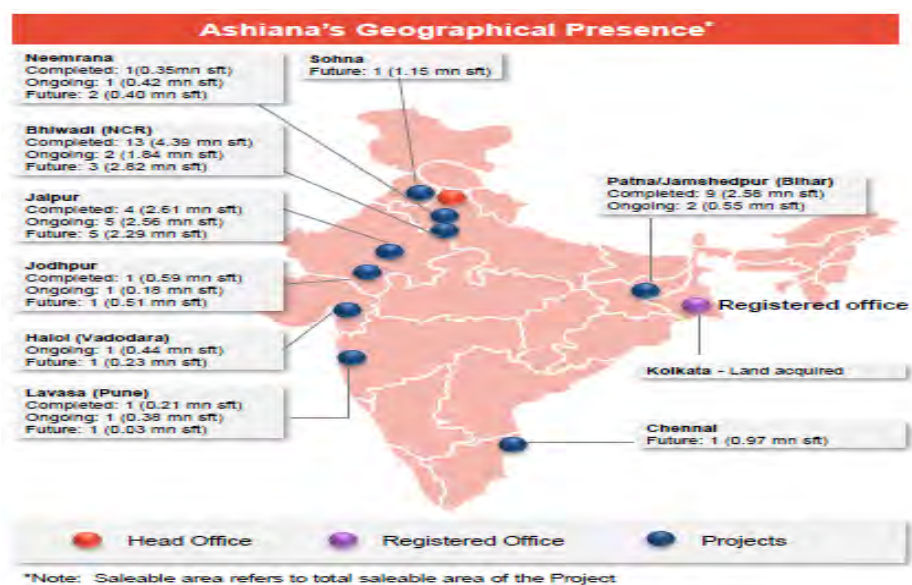 Ashiana's Geographical Presence*
Neemrana
Completed: 1(0.35mn sft)
Ongoing: 1 (0.42 mn sft)
Future: 2 (0.40 mn sft)
Sohna
Future: 1 (1.15 mn sft)
Bhiwadi (NCR)
Completed: 13 (4.39 mn sft)
Ongoing: 2 (1.84 mn sft)
Future: 3 (2.82 mn sft)
Jaipur
Completed: 4 (2.61 mn sft)
Ongoing: 5 (2.56 mn sft)
Future: 5 (2.29 mn sft)
Jodhpur
Completed: 1 (0.59 mn sft)
Ongoing: 1 (0.18 mn sft)
Future: 1 (0.51 mn sft)
Halol (Vadodara)
Ongoing: 1 (0.44 mn sft)
Future: 1 (0.23 mn sft)
Lavasa (Pune)
Completed: 1 (0.21 mn sft)
Ongoing: 1 (0.38 mn sft)
Future: 1 (0.03 mn sft)
Patna/Jamshedpur (Bihar)
Completed: 9 (2.58 mn sft)
Ongoing: 2 (0.55 mn sft)
Registered office
Kolkata - Land acquired
Chennai
Future: 1 (0.97 mn sft)
Head Office
Registered Office
Projects
*Note: Saleable area refers to total saleable area of the Project